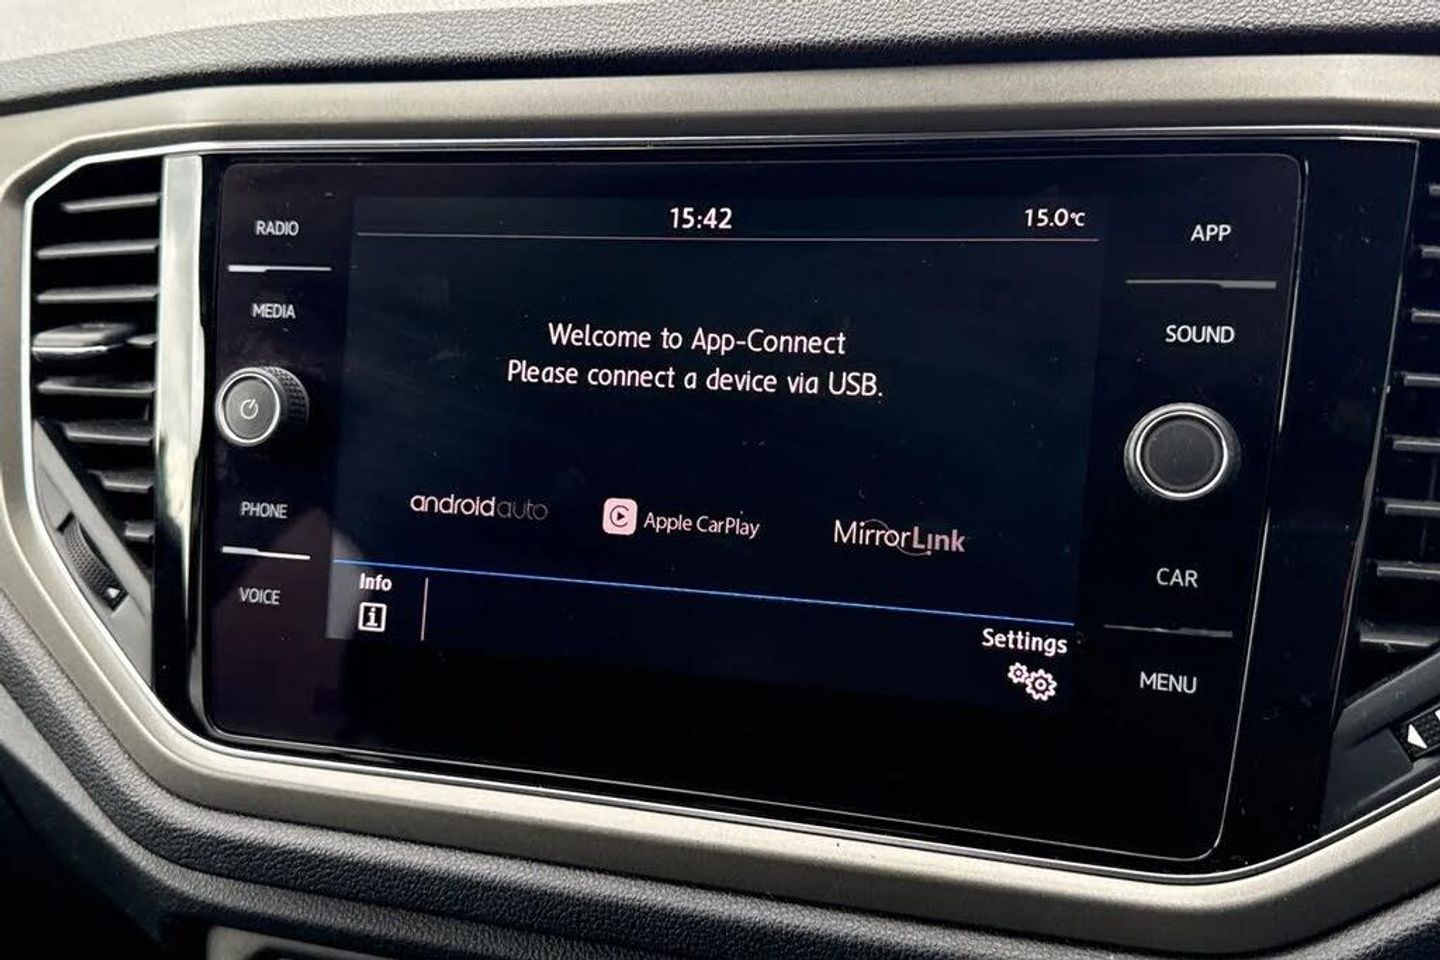 RADIO
MEDIA
PHONE
VOICE
15:42
15.0°C
Welcome to App-Connect
Please connect a device via USB.
androidauto
Apple CarPlay
MirrorLink
Info
i
Settings
APP
SOUND
CAR
MENU